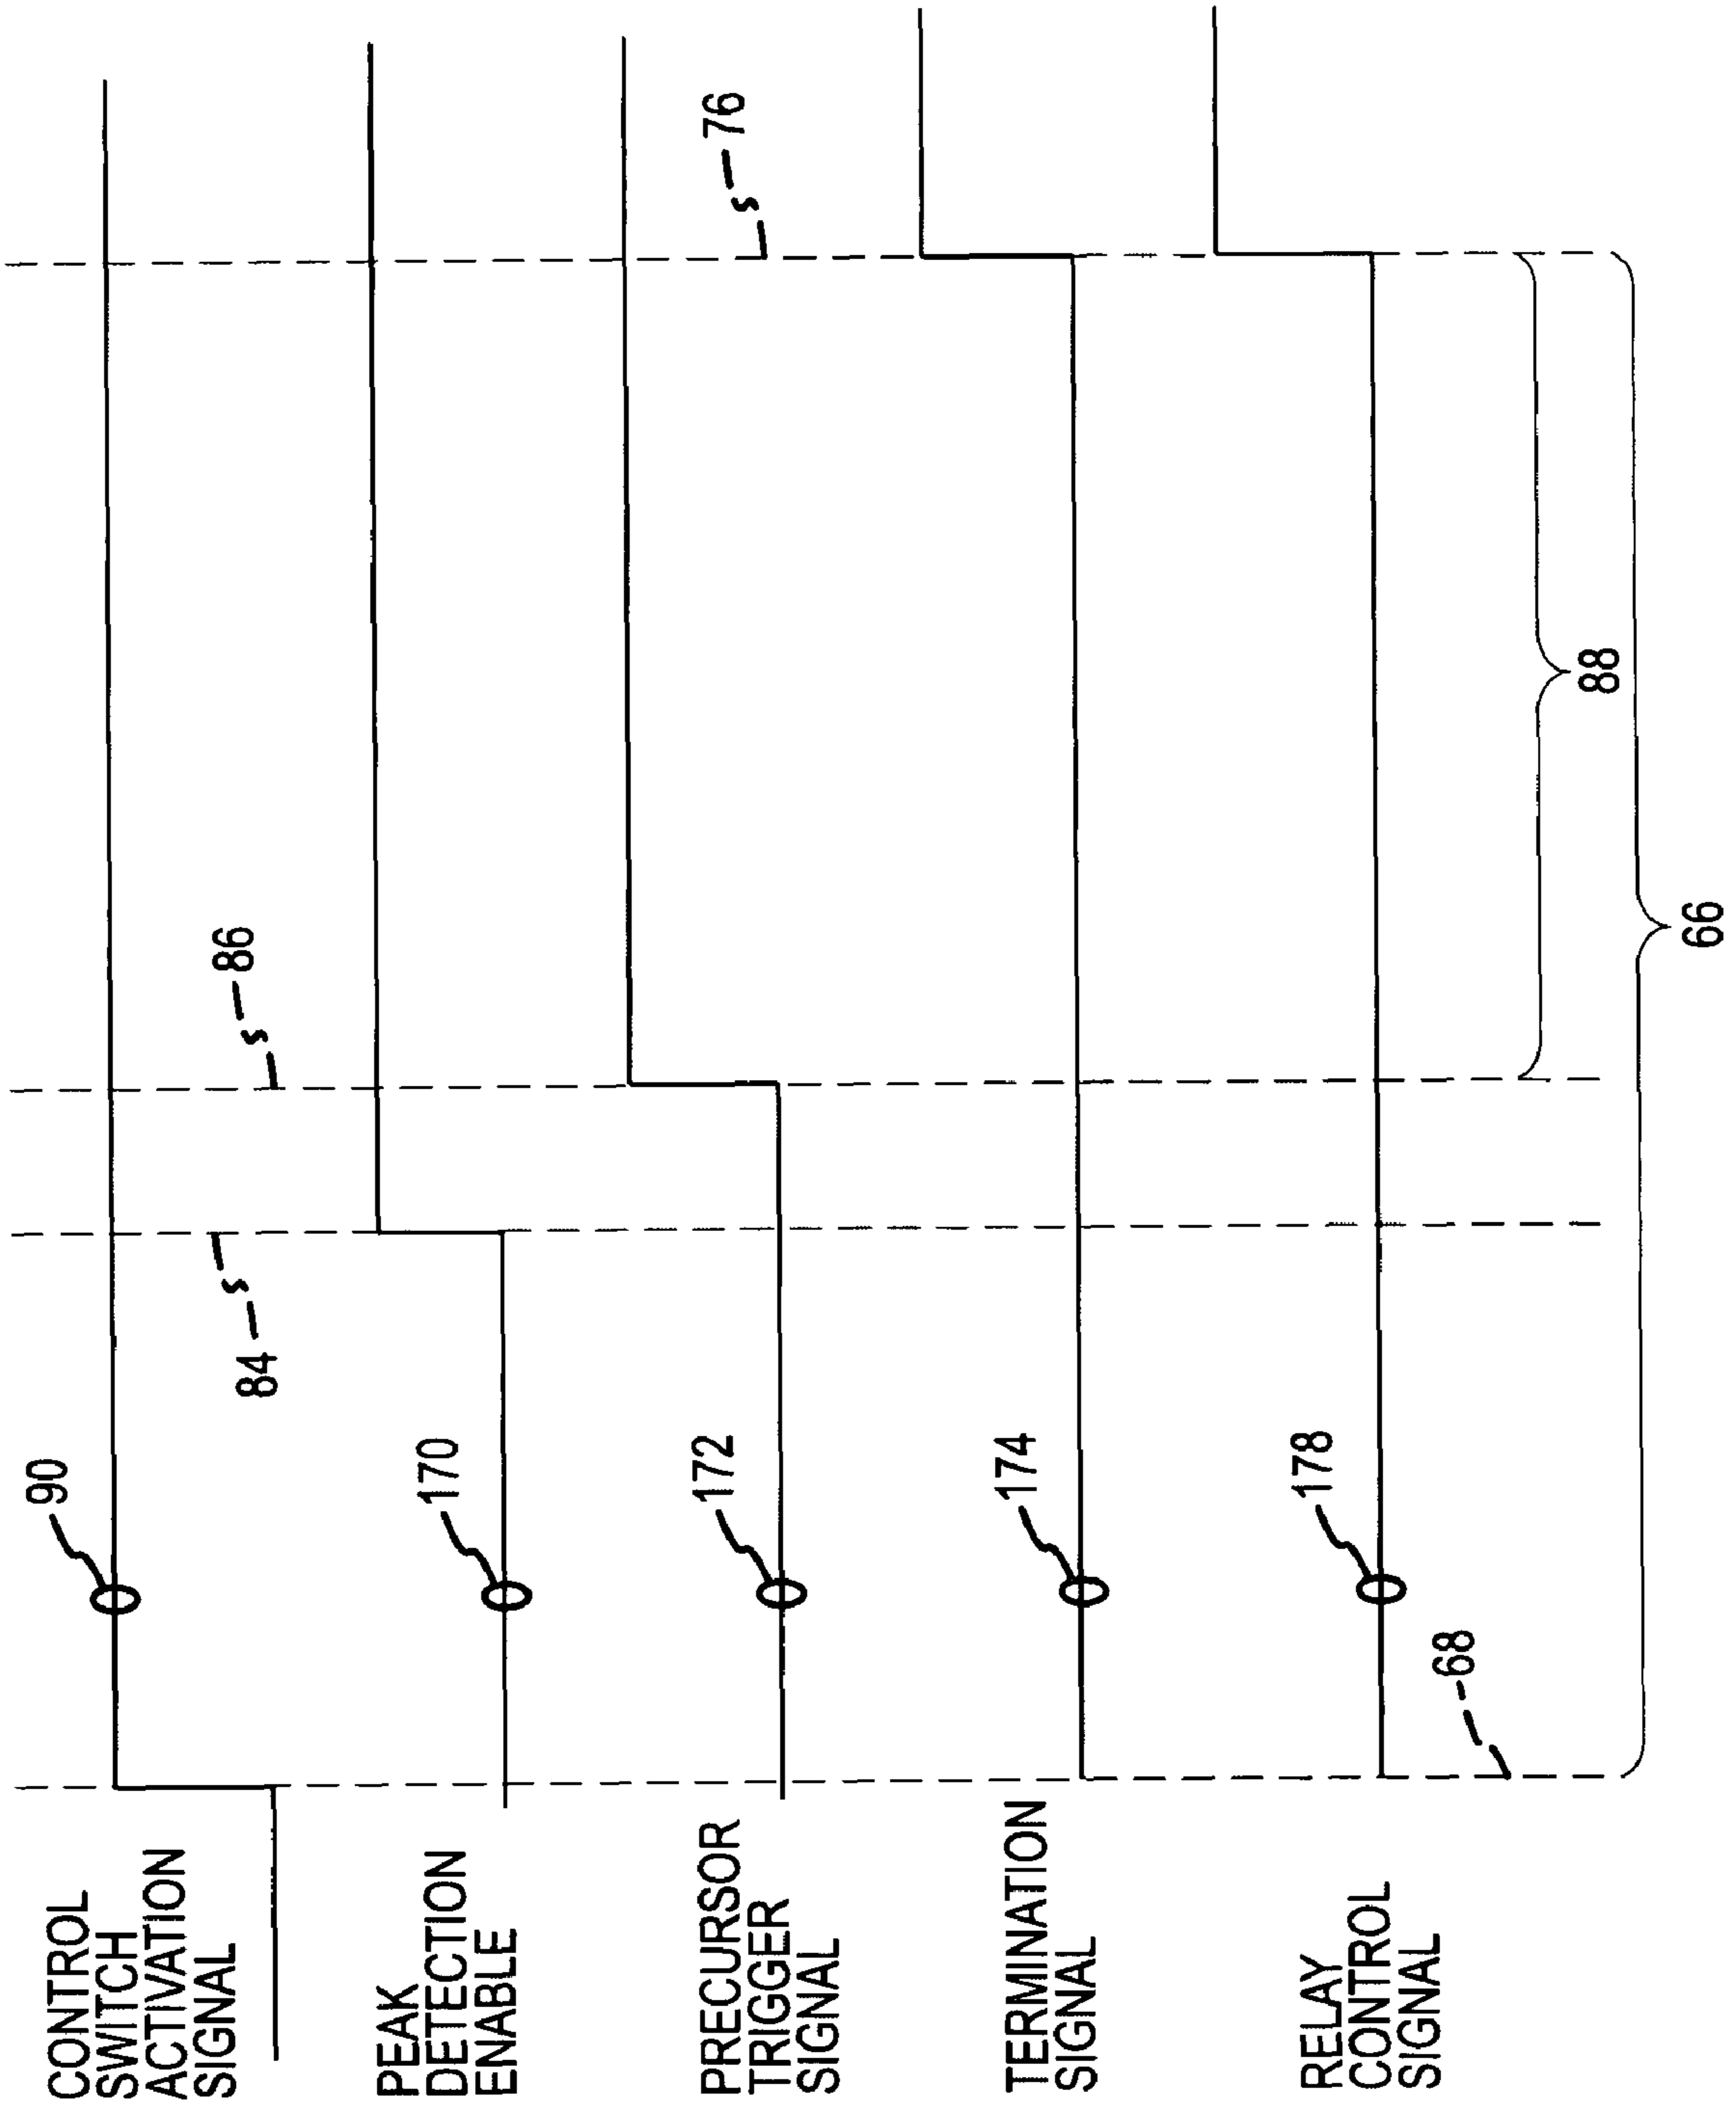 CONTROL
SWITCH
ACTIVATION
SIGNAL
90
84
86
PEAK
DETECTION
ENABLE
170
PRECURSOR
TRIGGER
SIGNAL
172
76
TERMINATION
SIGNAL
174
RELAY
CONTROL
SIGNAL
178
68
88
66